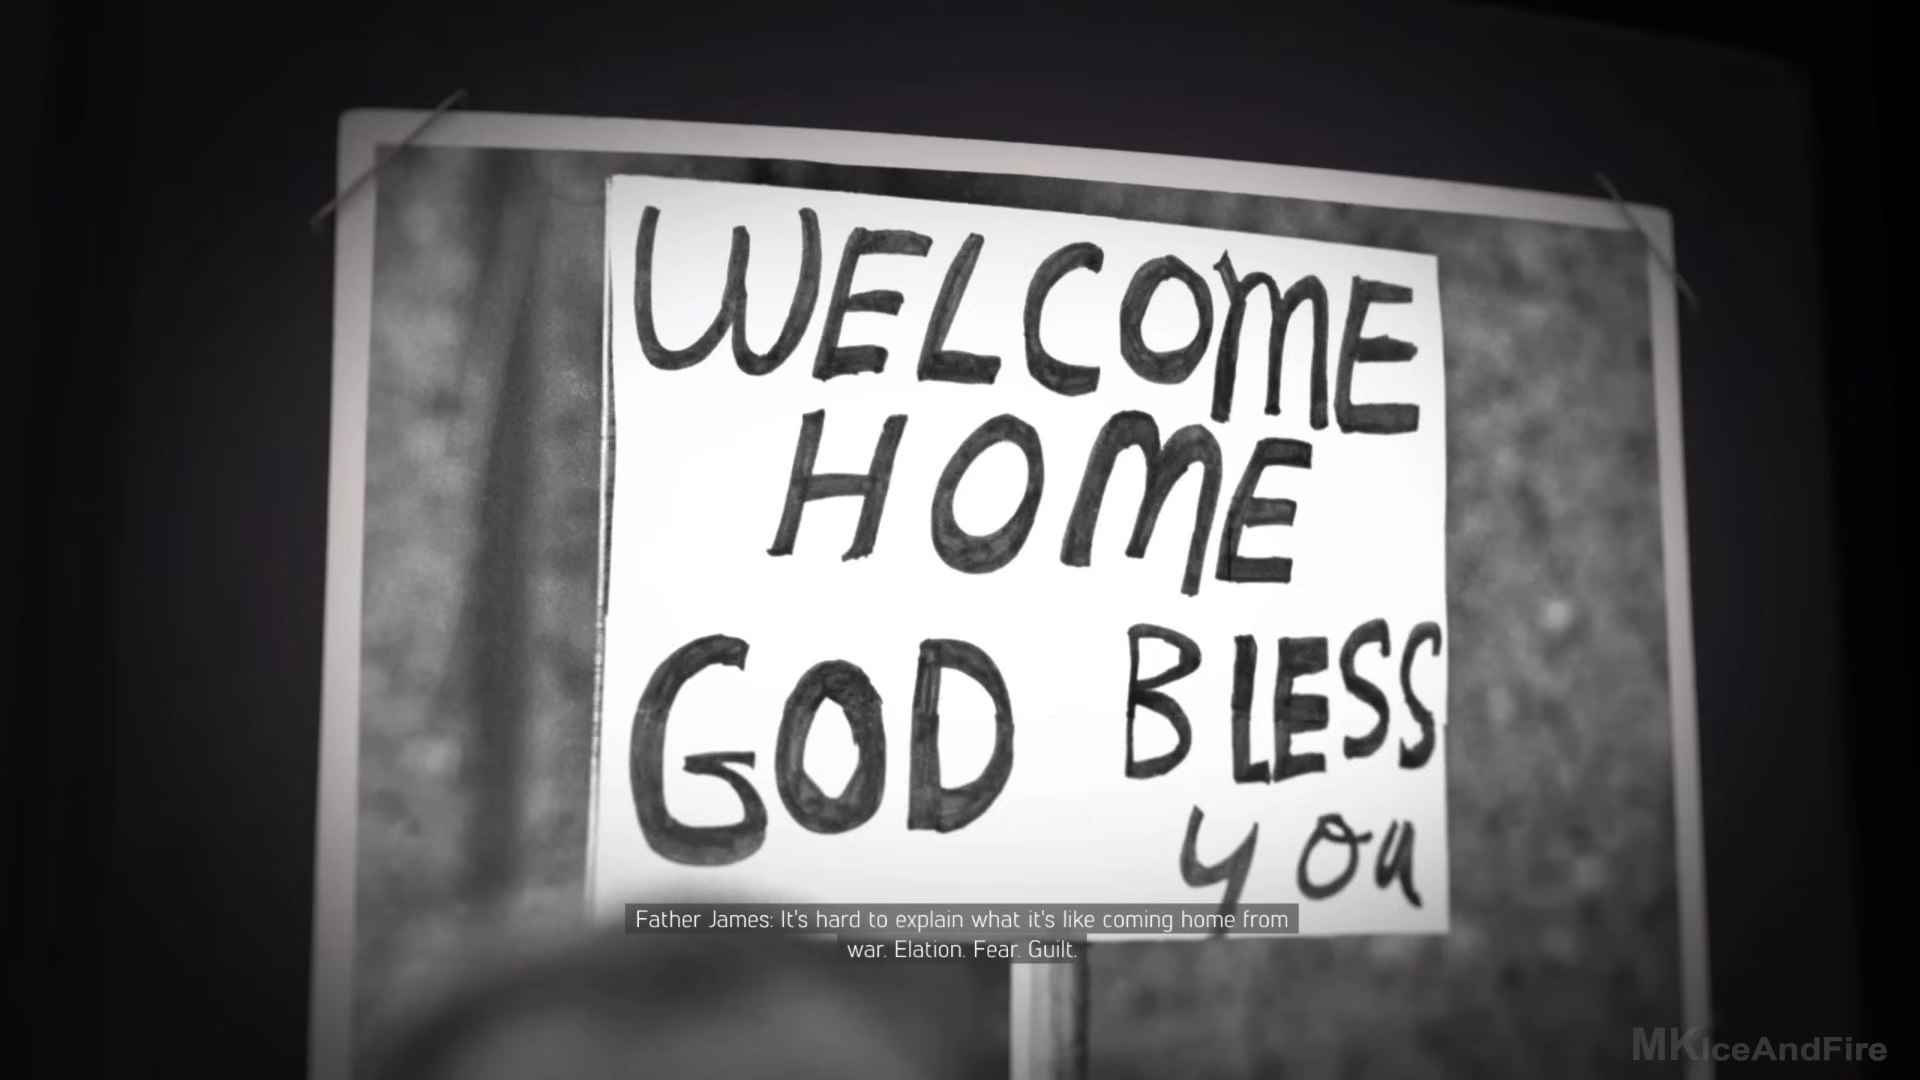 WELCOME
HOME
GOD BLESS
you
Father James: It's hard to explain what it's like coming home from
war. Elation. Fear. Guilt.
MKIceAndFire